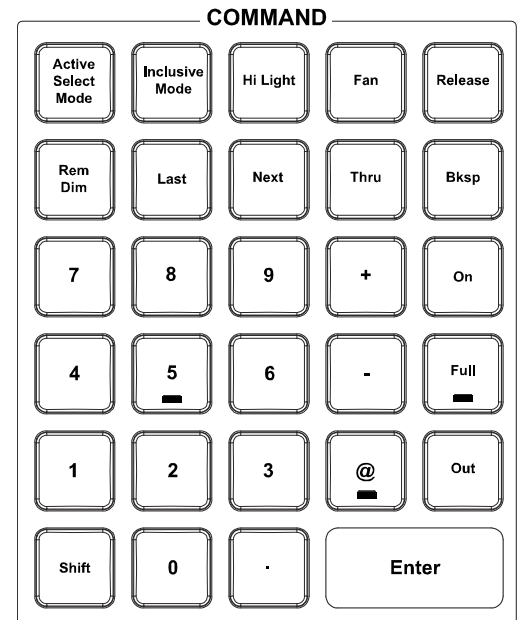 COMMAND
Active
Select
Mode
Inclusive
Mode
Hi Light
Fan
Release
Rem
Dim
Last
Next
Thru
Bksp
7
8
9
+
On
4
5
6
-
Full
1
2
3
@
Out
Shift
0
.
Enter